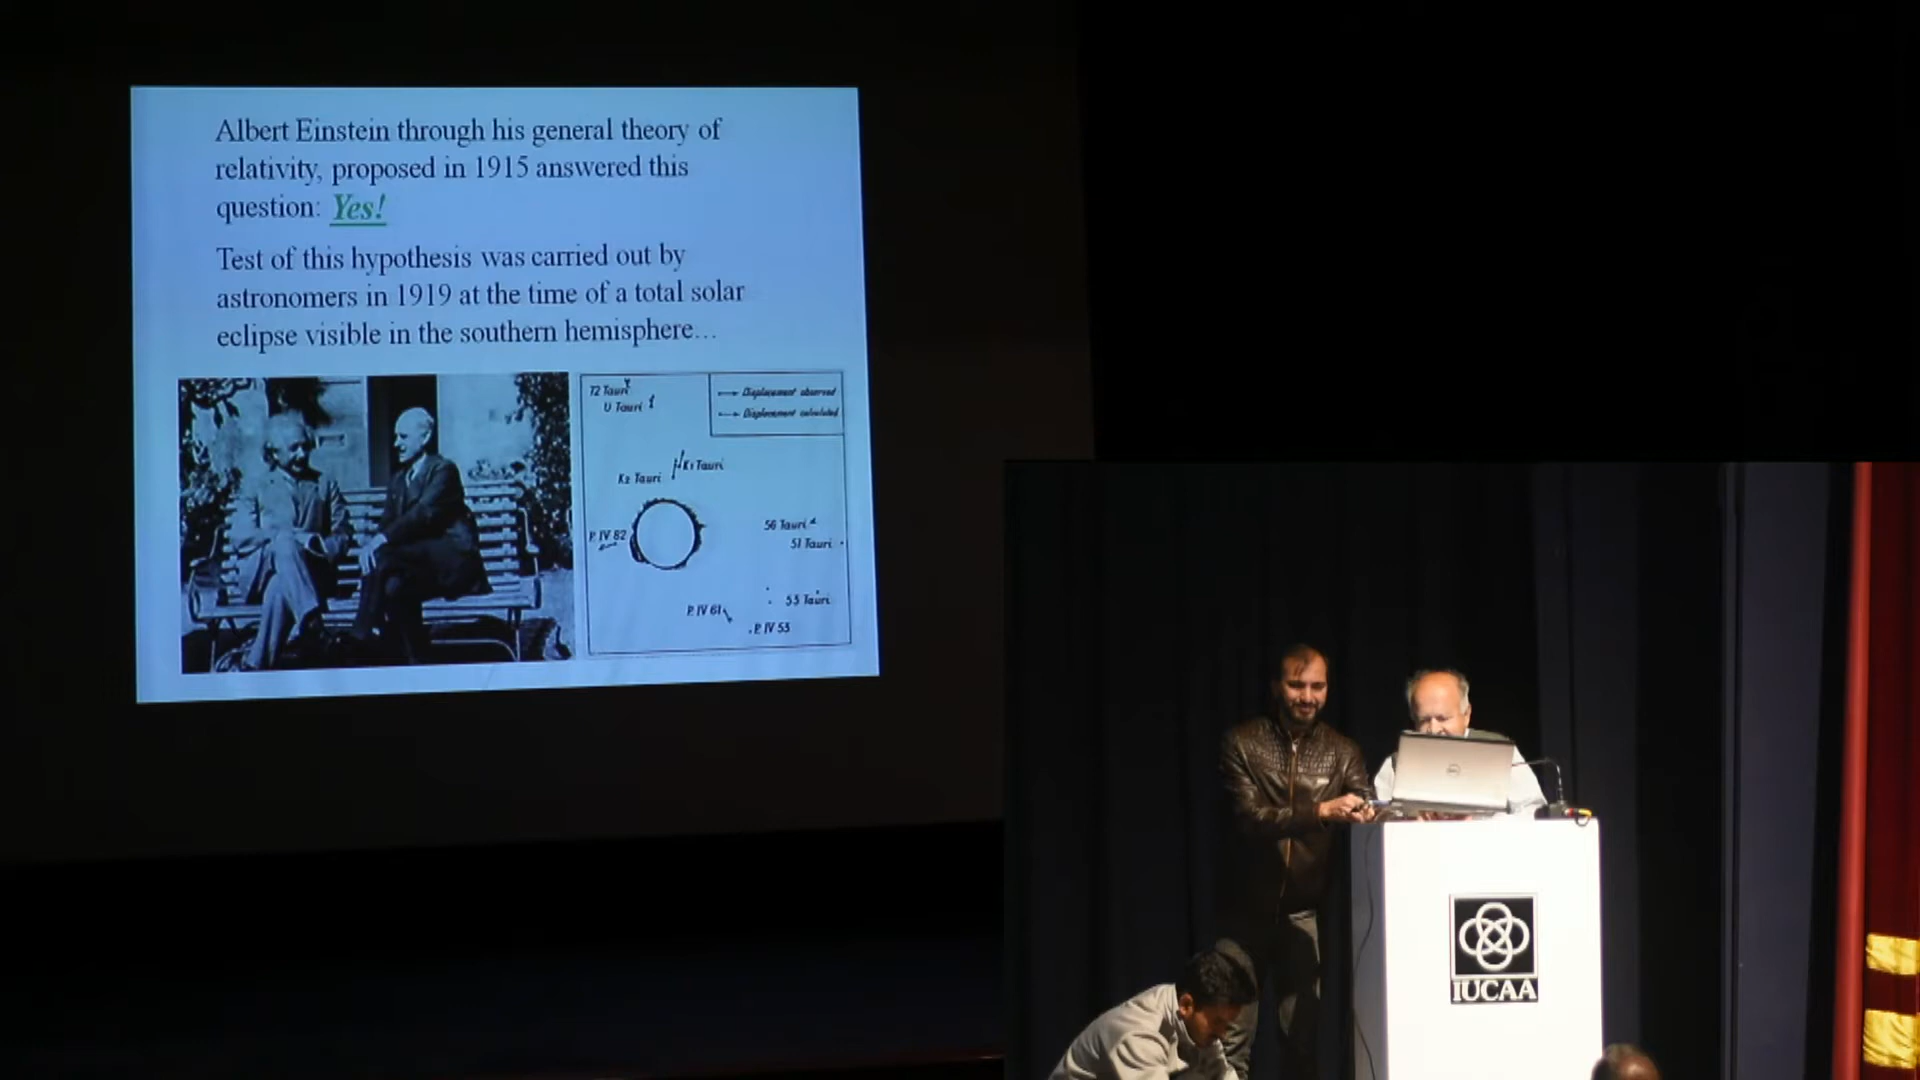 Albert Einstein through his general theory of
relativity, proposed in 1915 answered this
question: Yes!
Test of this hypothesis was carried out by
astronomers in 1919 at the time of a total solar
eclipse visible in the southern hemisphere...
72 Tauri
U Tauri
Displacement observed
Displacement calculated
K1 Tauri
K2 Tauri
P. IV 82
56 Tauri
51 Tauri
53 Tauri
P. IV 61
P. IV 53
DELL
IUCAA